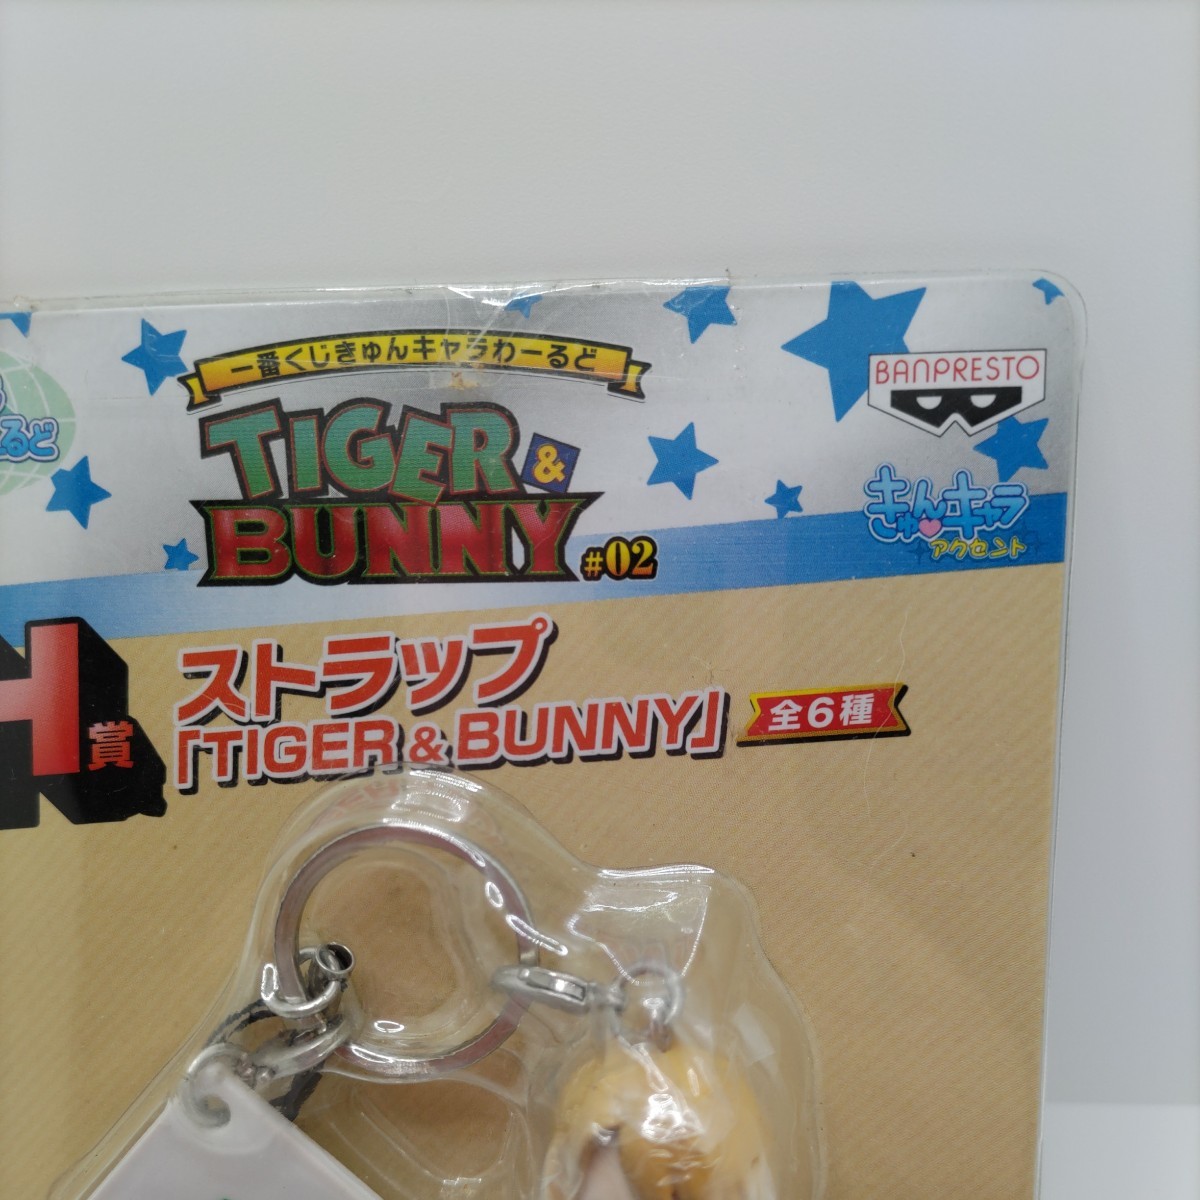 一番くじきゅんキャラわーるど
TIGER &
BUNNY #02
BANPRESTO
きゅんキャラ
アクセント
るど
H賞
ストラップ
「TIGER & BUNNY」
全6種